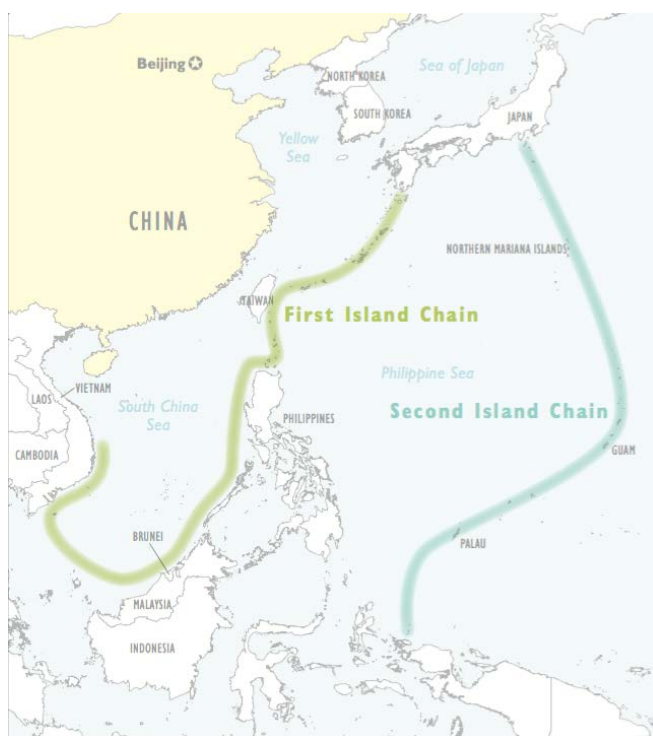 Beijing
NORTH KOREA
Sea of Japan
SOUTH KOREA
JAPAN
Yellow
Sea
CHINA
NORTHERN MARIANA ISLANDS
TAIWAN
First Island Chain
Philippine Sea
VIETNAM
LAOS
South China
Sea
PHILIPPINES
Second Island Chain
CAMBODIA
GUAM
BRUNEI
PALAU
MALAYSIA
INDONESIA